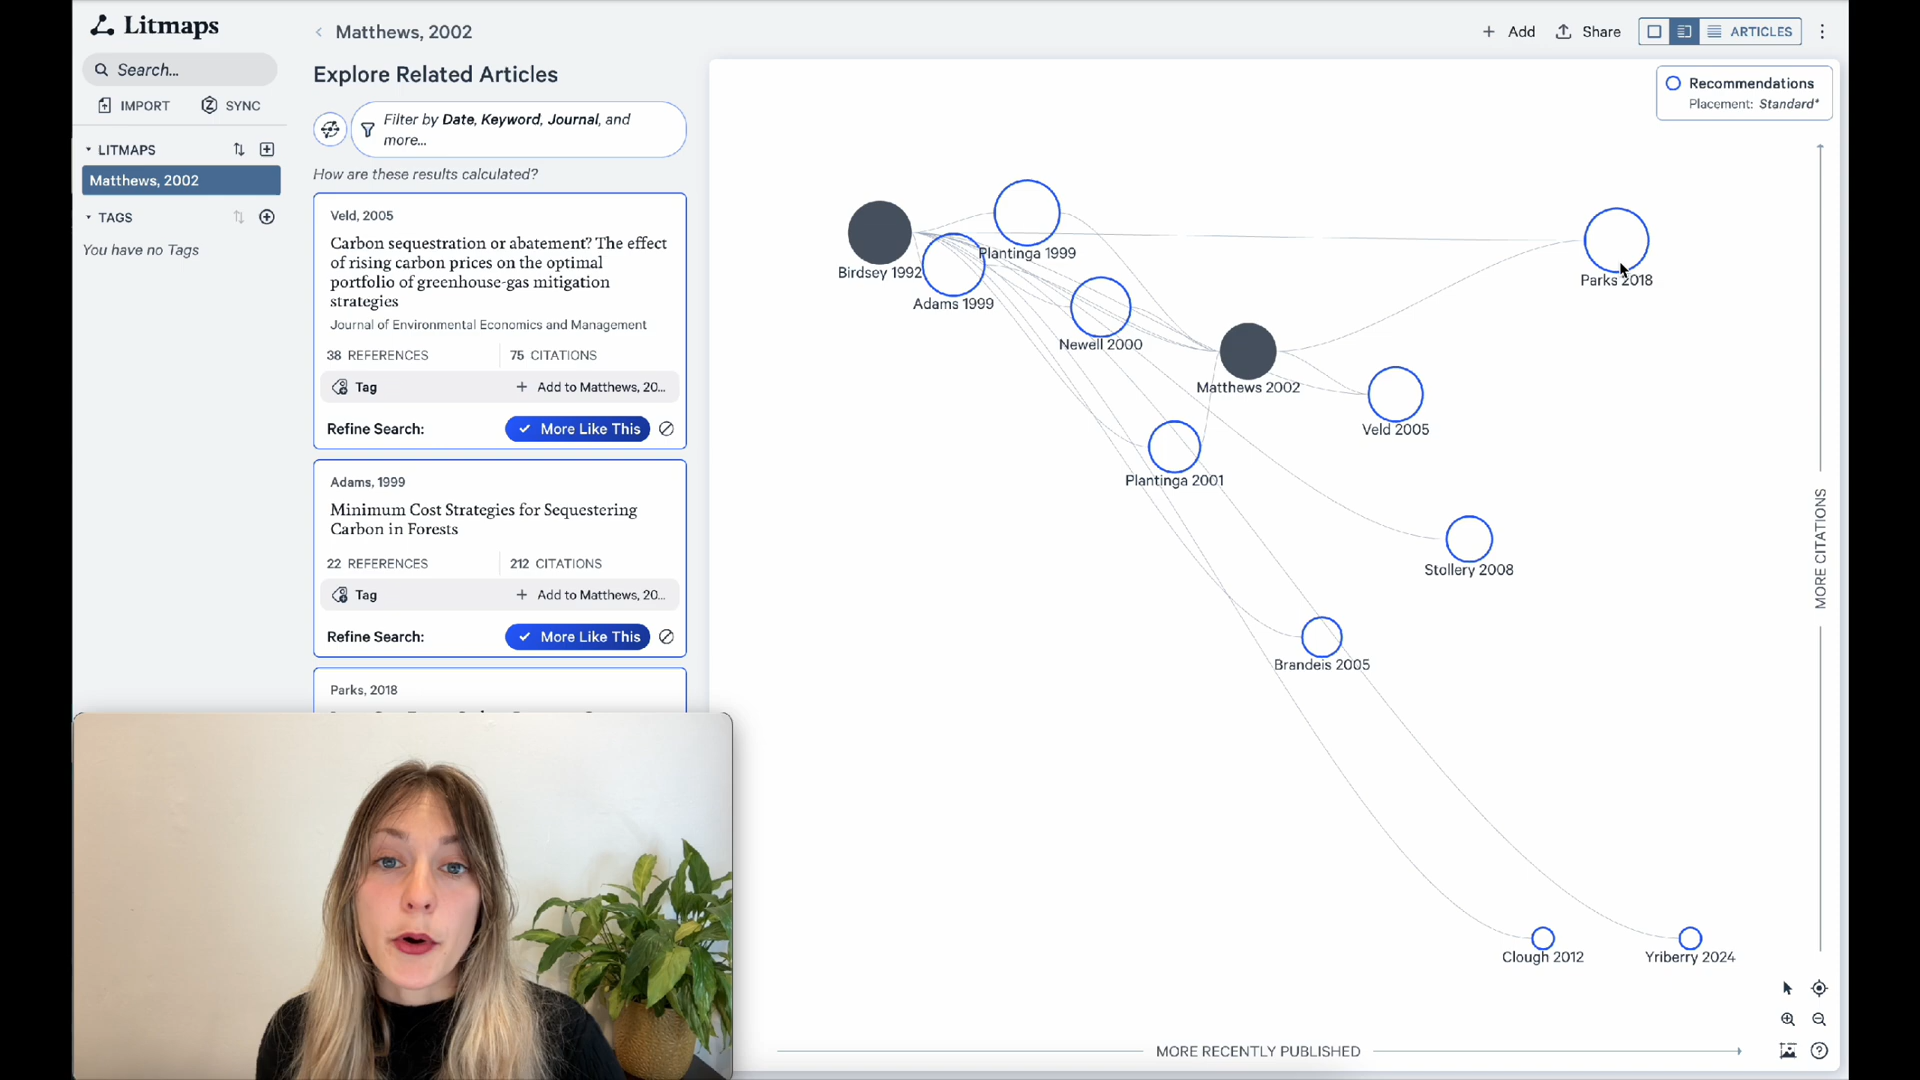 Litmaps
Search...
IMPORT
SYNC
LITMAPS
Matthews, 2002
TAGS
You have no Tags
Matthews, 2002
Explore Related Articles
Filter by Date, Keyword, Journal, and
more...
How are these results calculated?
Veld, 2005
Carbon sequestration or abatement? The effect
of rising carbon prices on the optimal
portfolio of greenhouse-gas mitigation
strategies
Journal of Environmental Economics and Management
38 REFERENCES
75 CITATIONS
Tag
+ Add to Matthews, 20...
Refine Search:
More Like This
Adams, 1999
Minimum Cost Strategies for Sequestering
Carbon in Forests
22 REFERENCES
212 CITATIONS
Tag
+ Add to Matthews, 20...
Refine Search:
More Like This
Parks, 2018
+ Add
Share
ARTICLES
Recommendations
Placement: Standard*
Birdsey 1992
Plantinga 1999
Adams 1999
Newell 2000
Matthews 2002
Parks 2018
Veld 2005
Plantinga 2001
Stollery 2008
Brandeis 2005
Clough 2012
Yriberry 2024
MORE CITATIONS
MORE RECENTLY PUBLISHED